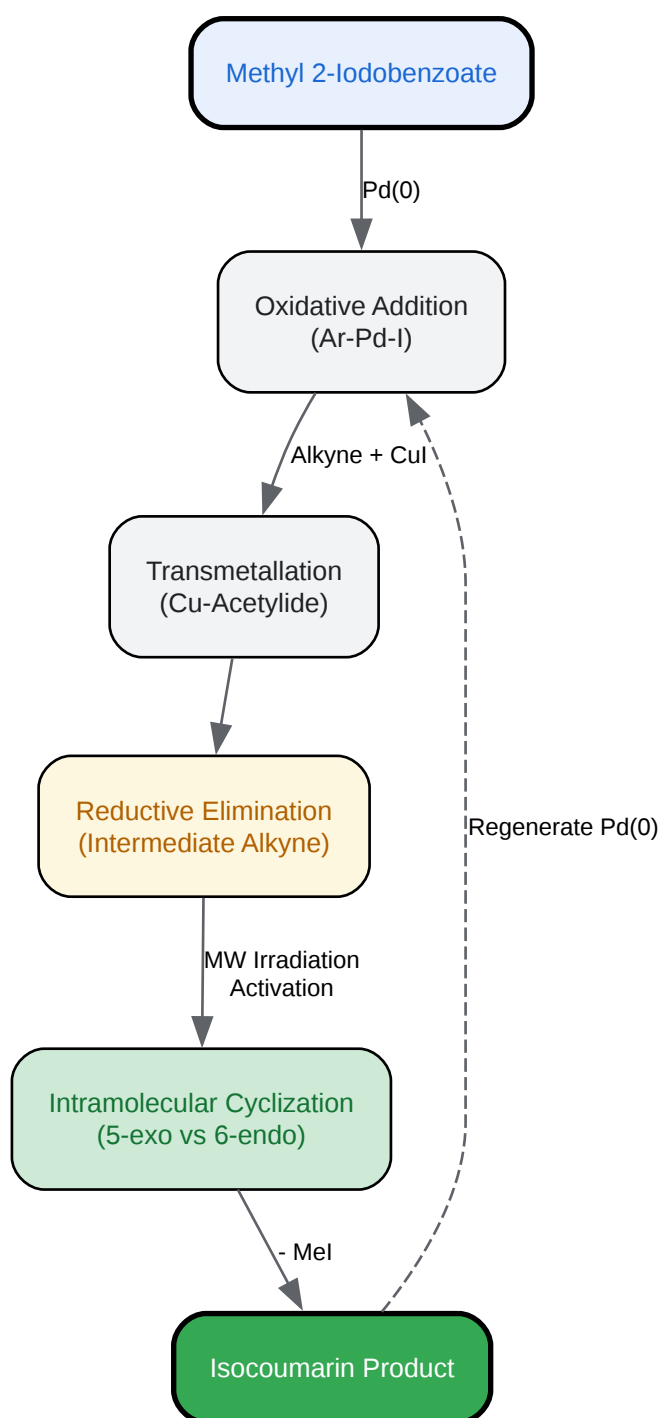 Methyl 2-Iodobenzoate
Pd(0)
Oxidative Addition
(Ar-Pd-I)
Alkyne + CuI
Transmetallation
(Cu-Acetylide)
Reductive Elimination
(Intermediate Alkyne)
Regenerate Pd(0)
MW Irradiation
Activation
Intramolecular Cyclization
(5-exo vs 6-endo)
- MeI
Isocoumarin Product